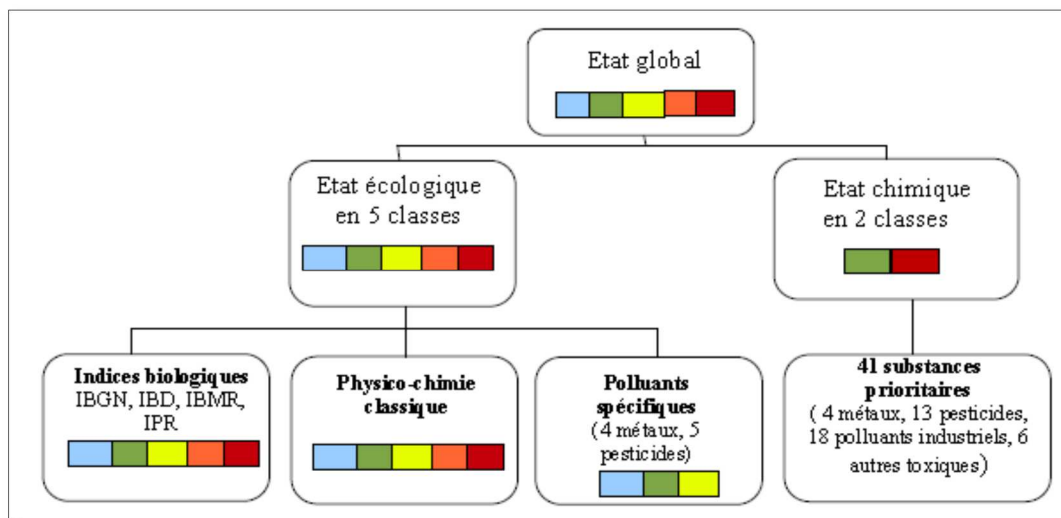 Etat global
Etat écologique
en 5 classes
Etat chimique
en 2 classes
Indices biologiques
IBGN, IBD, IBMR,
IPR
Physico-chimie
classique
Polluants
spécifiques
( 4 métaux, 5
pesticides)
41 substances
prioritaires
( 4 métaux, 13 pesticides,
18 polluants industriels, 6
autres toxiques)